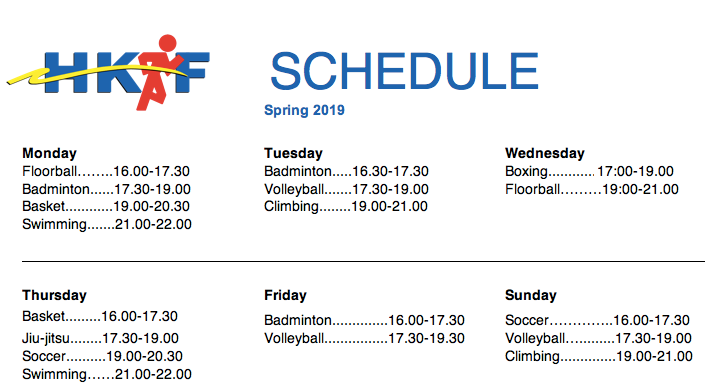 HKIF
SCHEDULE
Spring 2019
Monday
Floorball……..16.00-17.30
Badminton......17.30-19.00
Basket............19.00-20.30
Swimming.......21.00-22.00
Tuesday
Badminton.....16.30-17.30
Volleyball.......17.30-19.00
Climbing........19.00-21.00
Wednesday
Boxing............ 17:00-19.00
Floorball………19:00-21.00
Thursday
Basket.........16.00-17.30
Jiu-jitsu........17.30-19.00
Soccer..........19.00-20.30
Swimming……21.00-22.00
Friday
Badminton..............16.00-17.30
Volleyball................17.30-19.30
Sunday
Soccer…………..16.00-17.30
Volleyball….........17.30-19.00
Climbing..............19.00-21.00